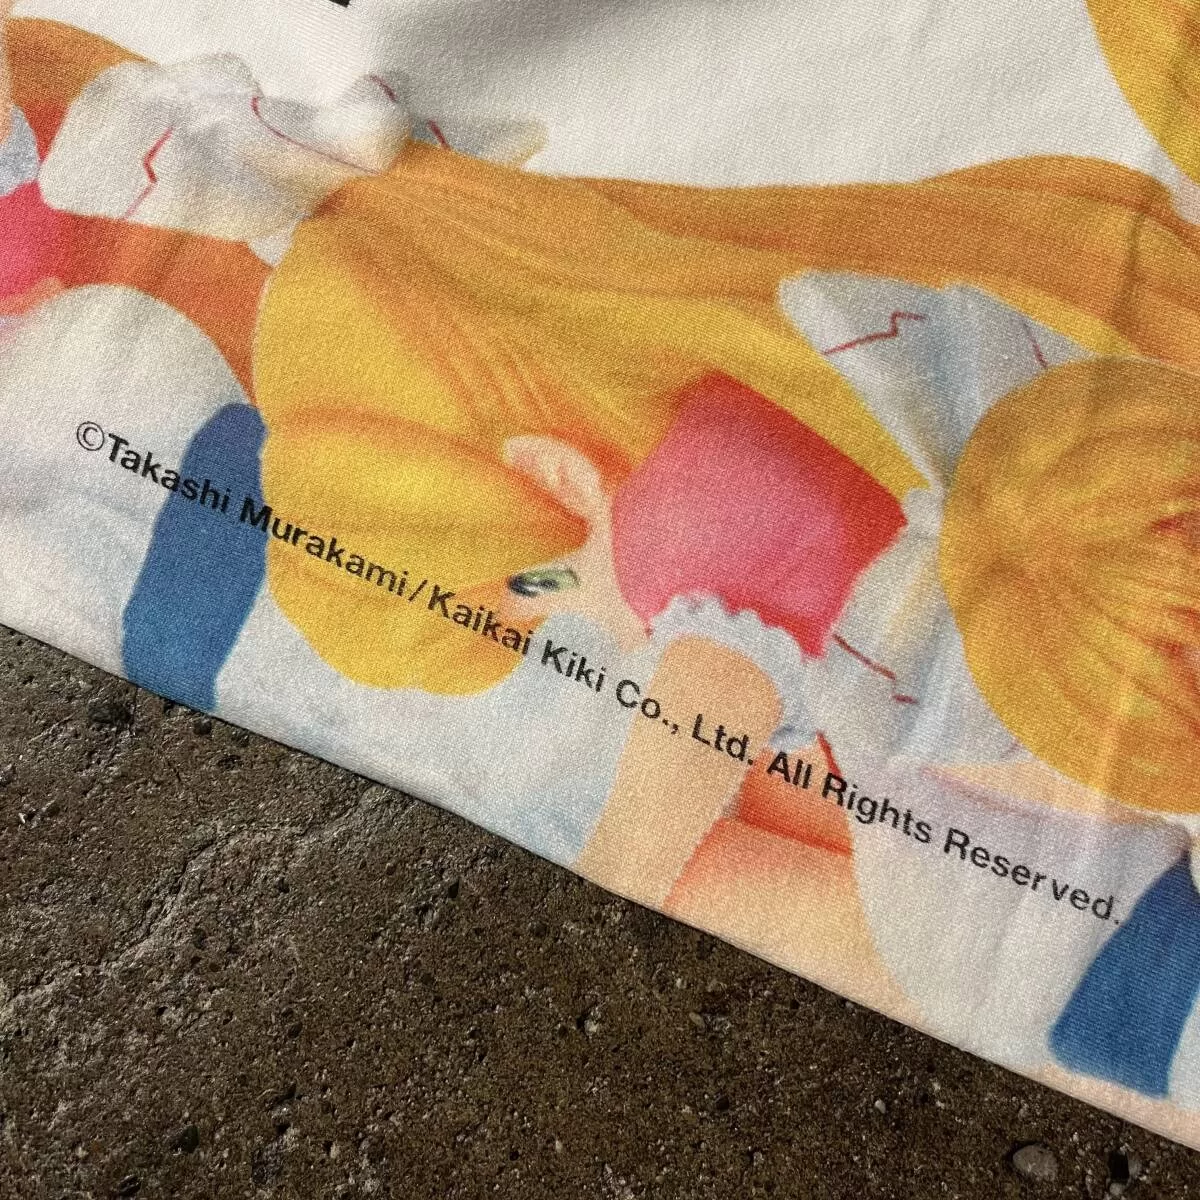 ©Takashi Murakami/Kaikai Kiki Co., Ltd. All Rights Reserved.